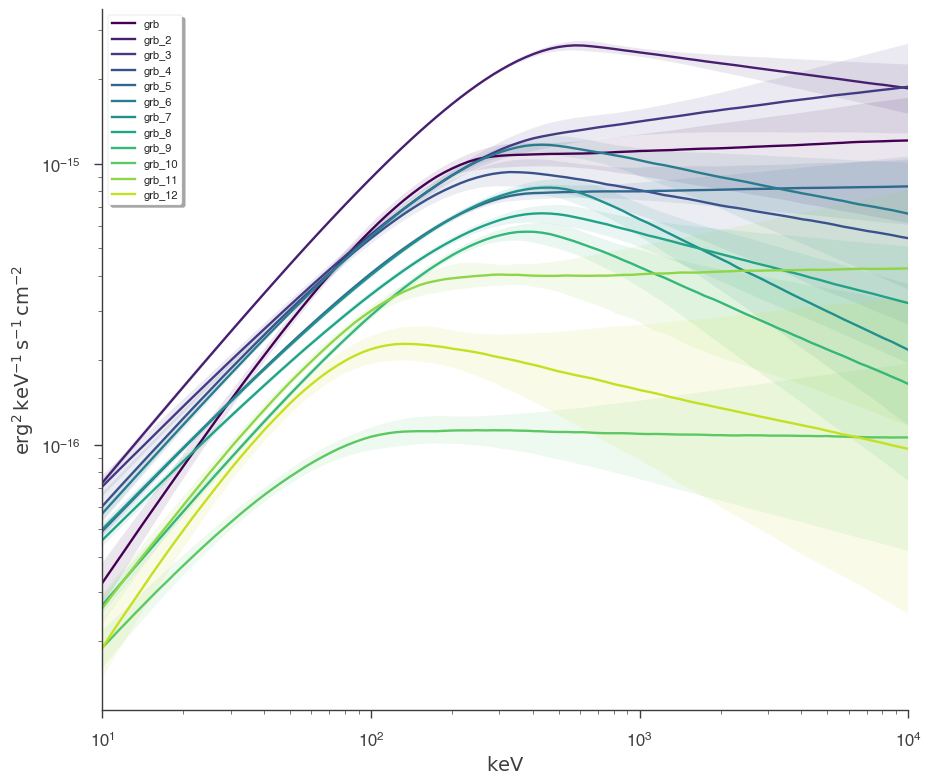 grb
grb_2
grb_3
grb_4
grb_5
grb_6
grb_7
grb_8
grb_9
grb_10
grb_11
grb_12
10⁻¹⁵
10⁻¹⁶
erg² keV⁻¹ s⁻¹ cm⁻²
10¹ 10² 10³ 10⁴
keV